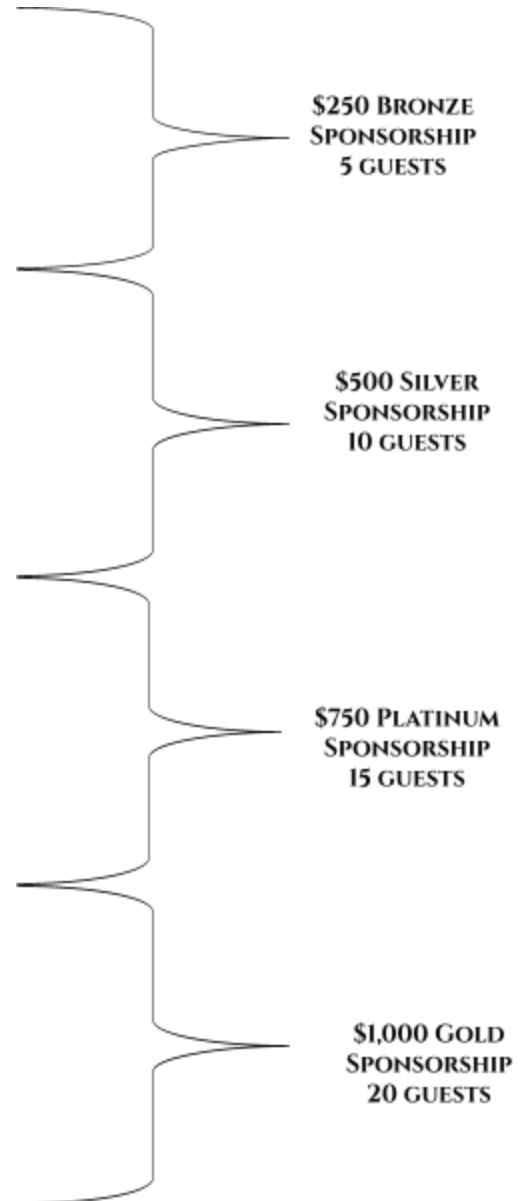 $250 Bronze
Sponsorship
5 guests
$500 Silver
Sponsorship
10 guests
$750 Platinum
Sponsorship
15 guests
$1,000 Gold
Sponsorship
20 guests